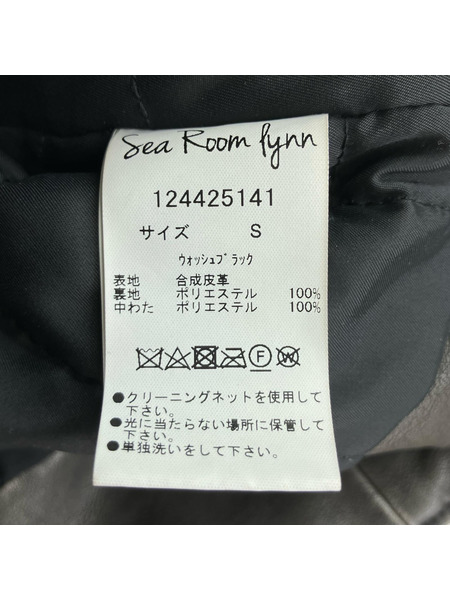 Sea Room lynn
124425141
サイズ S
ｳｫｯｼｭﾌﾞﾗｯｸ
表地 合成皮革
裏地 ポリエステル 100%
中わた ポリエステル 100%
F W
●クリーニングネットを使用して
下さい。
●光に当たらない場所に保管して
下さい。
●単独洗いをして下さい。